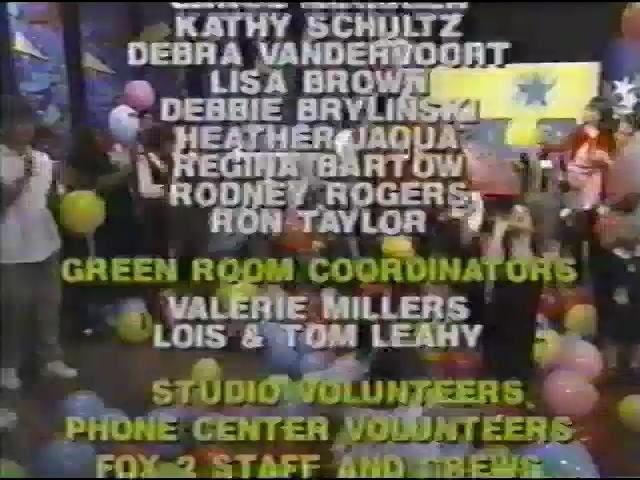 KATHY SCHULTZ
DEBRA VANDERVOORT
LISA BROWN
DEBBIE BRYLINSKI
HEATHER JAQUA
REGINA BARTOW
RODNEY ROGERS
RON TAYLOR
GREEN ROOM COORDINATORS
VALERIE MILLERS
LOIS & TOM LEAHY
STUDIO VOLUNTEERS
PHONE CENTER VOLUNTEERS
FOX 2 STAFF AND CREWS